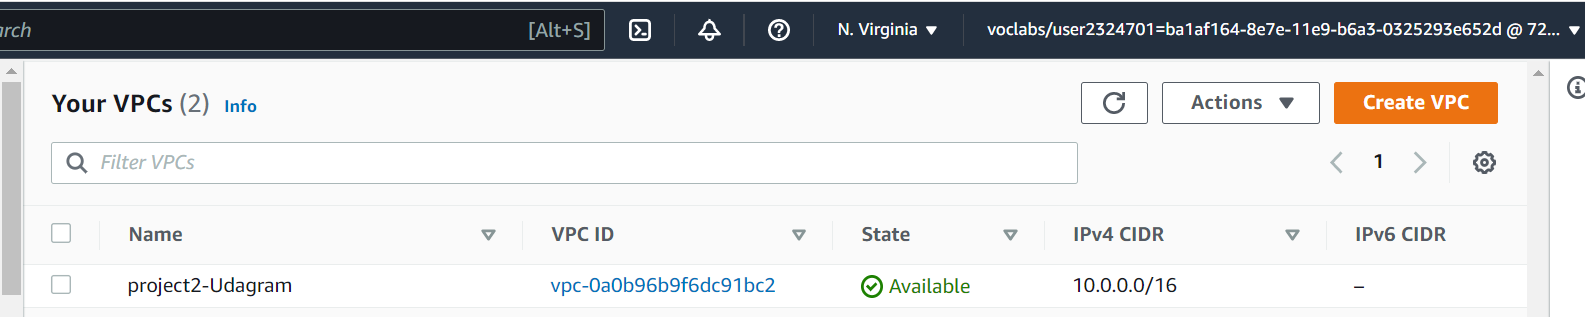 arch [Alt+S] N. Virginia voclabs/user2324701=ba1af164-8e7e-11e9-b6a3-0325293e652d @ 72...
Your VPCs (2) Info Actions Create VPC
Filter VPCs 1
Name VPC ID State IPv4 CIDR IPv6 CIDR
project2-Udagram vpc-0a0b96b9f6dc91bc2 Available 10.0.0.0/16 –